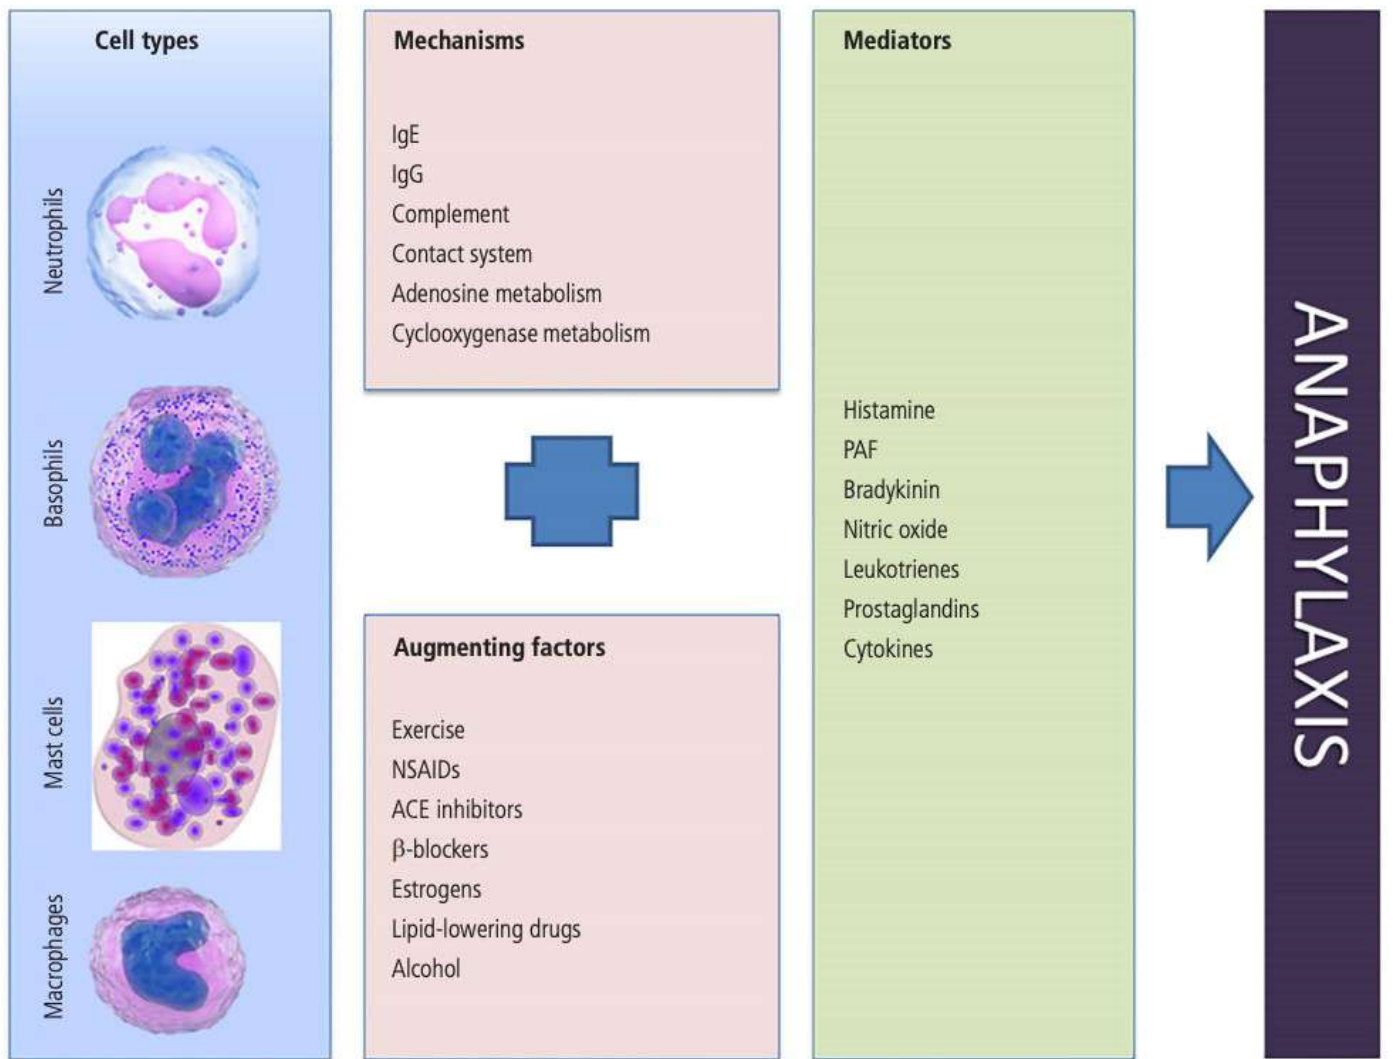 Cell types
Neutrophils
Basophils
Mast cells
Macrophages
Mechanisms
IgE
IgG
Complement
Contact system
Adenosine metabolism
Cyclooxygenase metabolism
Augmenting factors
Exercise
NSAIDs
ACE inhibitors
β-blockers
Estrogens
Lipid-lowering drugs
Alcohol
Mediators
Histamine
PAF
Bradykinin
Nitric oxide
Leukotrienes
Prostaglandins
Cytokines
ANAPHYLAXIS